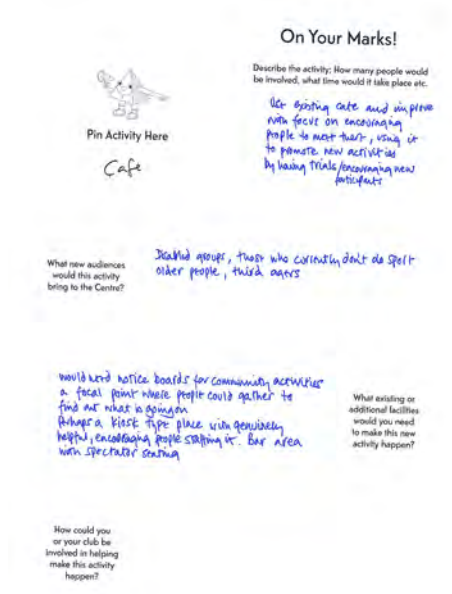 On Your Marks!
Describe the activity: How many people would
be involved, what time would it take place etc.
Pin Activity Here
Café
Use existing cafe and improve
with focus on encouraging
people to meet there, using it
to promote new activities
by having trials/encouraging new
participants
What new audiences
would this activity
bring to the Centre?
Disabled groups, those who currently don't do sport
older people, third agers
would need notice boards for community activities
a focal point where people could gather to
find out what is going on
Perhaps a kiosk type place with genuinely
helpful, encouraging people staffing it. Bar area
with spectator seating
What existing or
additional facilities
would you need
to make this new
activity happen?
How could you
or your club be
involved in helping
make this activity
happen?